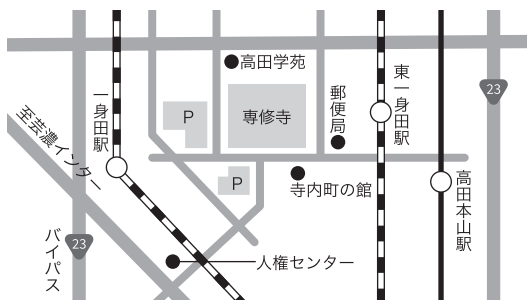 高田学苑
東一身田駅
23
郵便局
P
専修寺
一身田駅
至芸濃インター
P
寺内町の館
高田本山駅
バイパス
23
人権センター